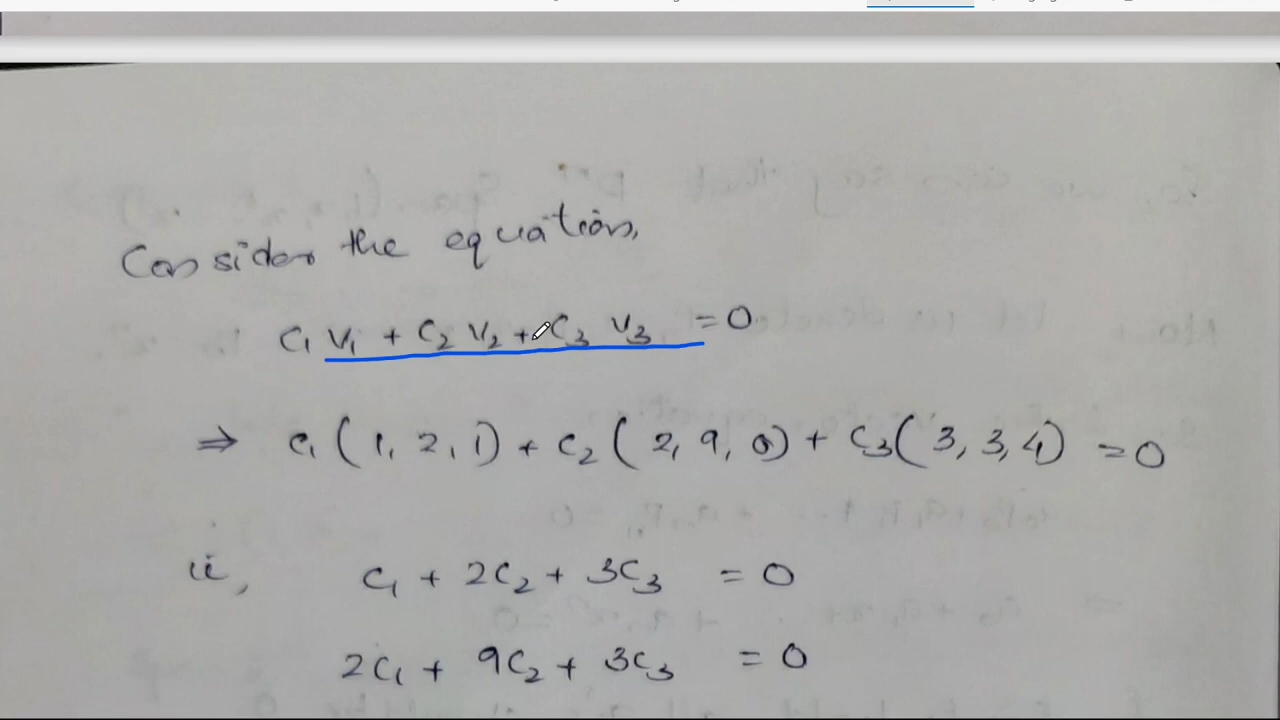 Consider the equation,
C₁ V₁ + C₂ V₂ + C₃ V₃ = 0
⇒ C₁ (1, 2, 1) + C₂ (2, 9, 0) + C₃ (3, 3, 4) = 0
ie, C₁ + 2C₂ + 3C₃ = 0
2C₁ + 9C₂ + 3C₃ = 0